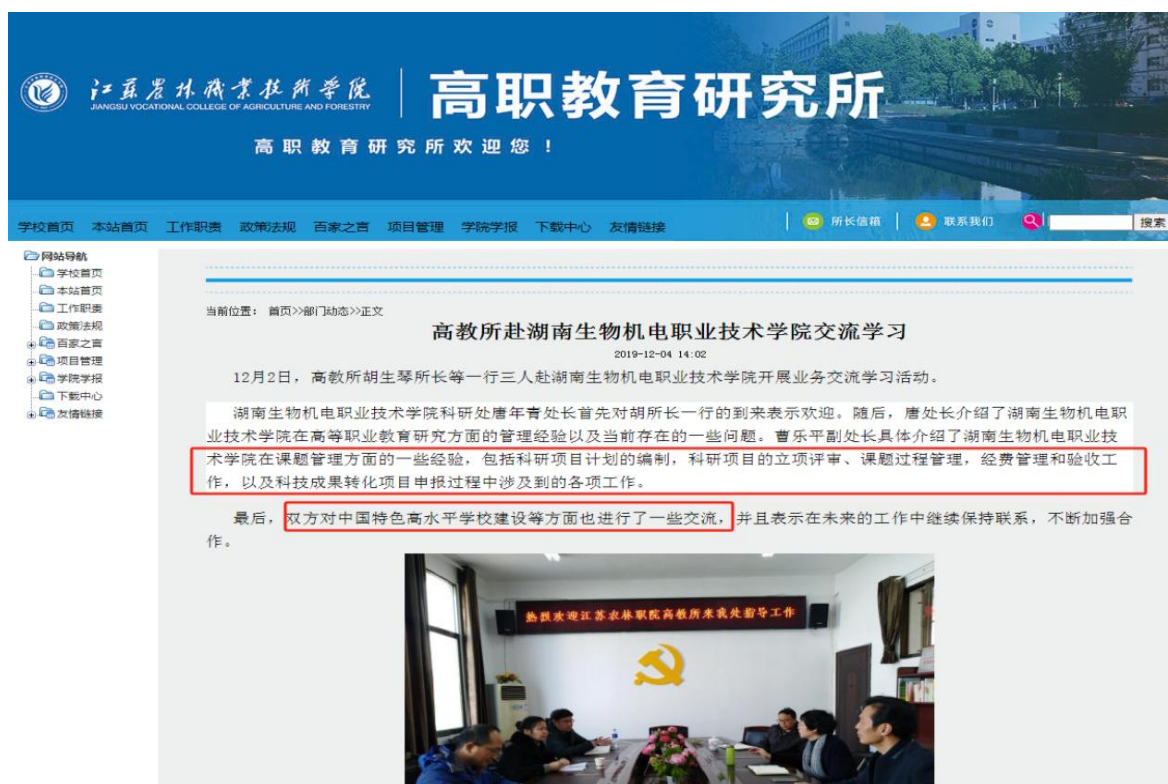 江苏农林职业技术学院
JIANGSU VOCATIONAL COLLEGE OF AGRICULTURE AND FORESTRY
高职教育研究所
高职教育研究所欢迎您！
学校首页 本站首页 工作职责 政策法规 百家之言 项目管理 学院学报 下载中心 友情链接
所长信箱 联系我们 搜索
网站导航
学校首页
本站首页
工作职责
政策法规
百家之言
项目管理
学院学报
下载中心
友情链接
当前位置： 首页>>部门动态>>正文
高教所赴湖南生物机电职业技术学院交流学习
2019-12-04 14:02
12月2日，高教所胡生琴所长等一行三人赴湖南生物机电职业技术学院开展业务交流学习活动。
湖南生物机电职业技术学院科研处唐年青处长首先对胡所长一行的到来表示欢迎。随后，唐处长介绍了湖南生物机电职
业技术学院在高等职业教育研究方面的管理经验以及当前存在的一些问题。曹乐平副处长具体介绍了湖南生物机电职业技
术学院在课题管理方面的一些经验，包括科研项目计划的编制，科研项目的立项评审、课题过程管理，经费管理和验收工
作，以及科技成果转化项目申报过程中涉及到的各项工作。
最后，双方对中国特色高水平学校建设等方面也进行了一些交流，并且表示在未来的工作中继续保持联系，不断加强合
作。
热烈欢迎江苏农林职院高教所来我处指导工作